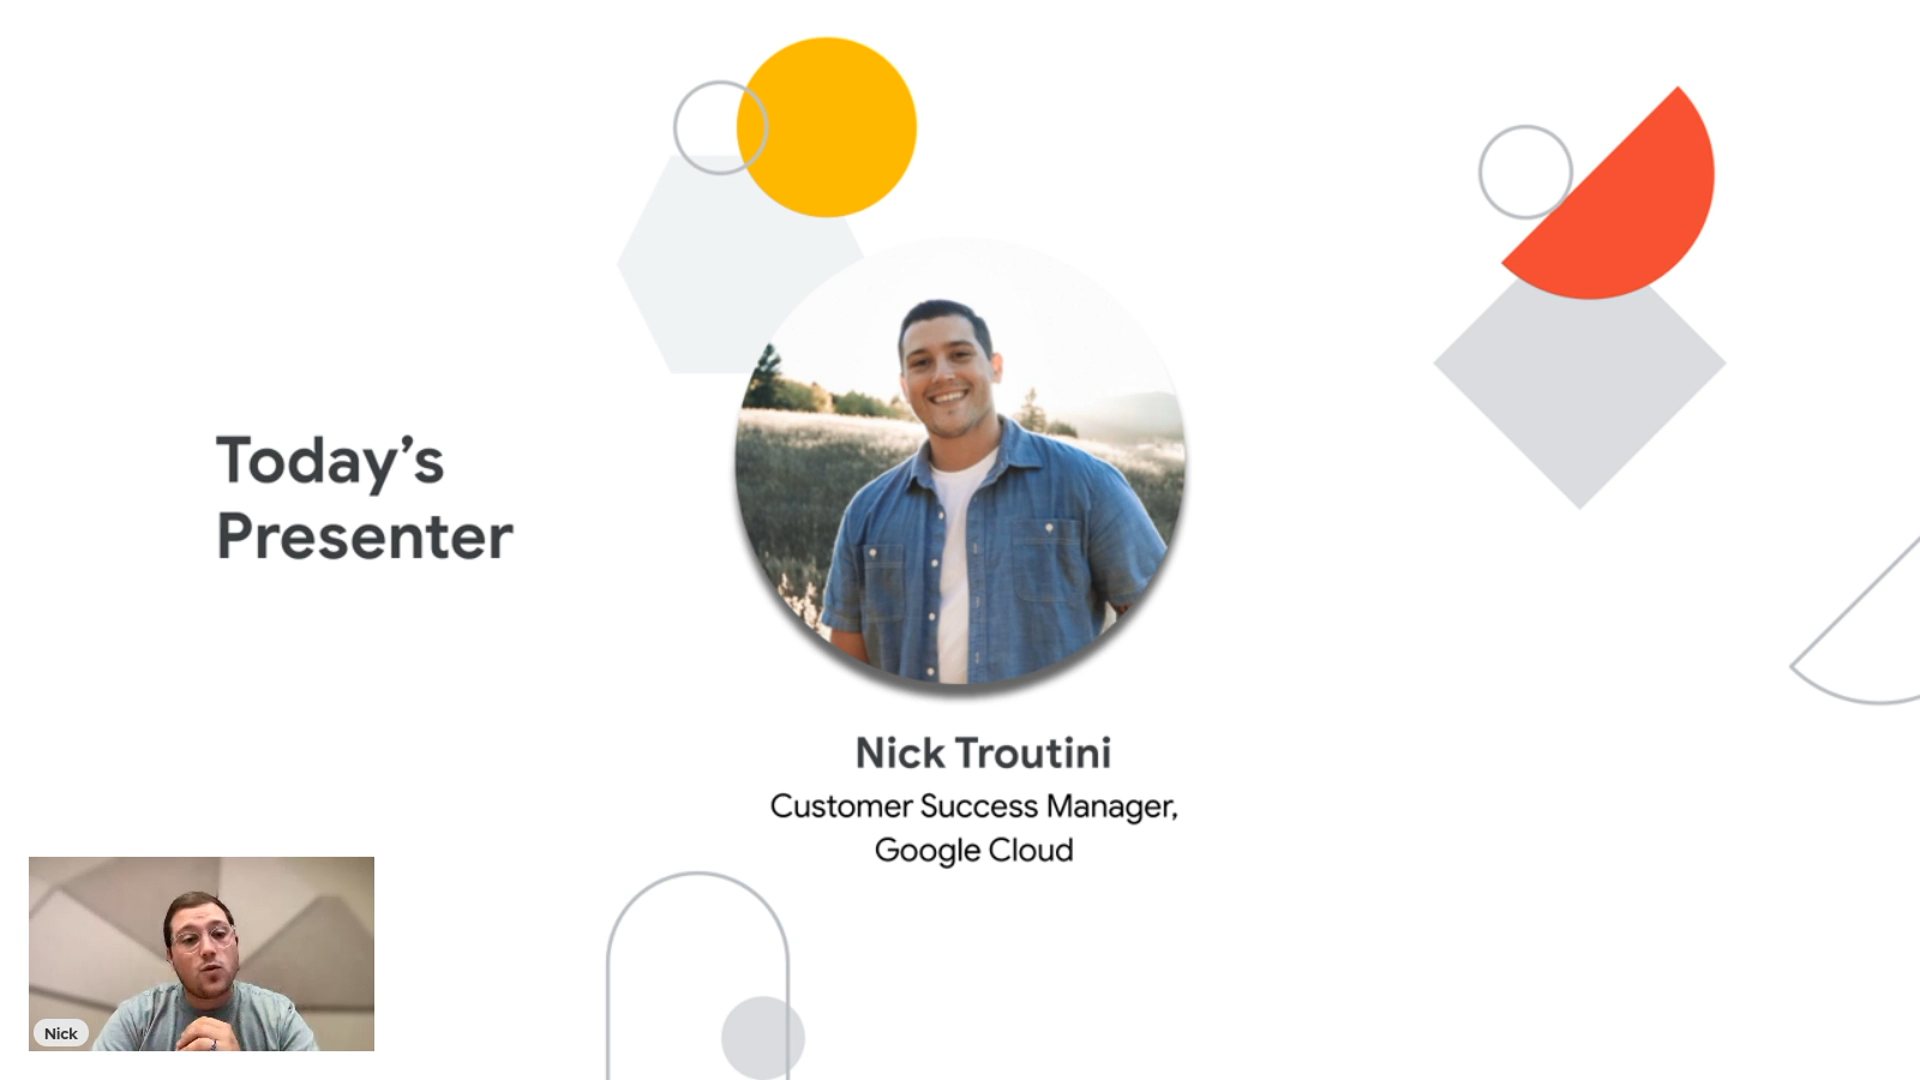 Today’s
Presenter
Nick Troutini
Customer Success Manager,
Google Cloud
Nick